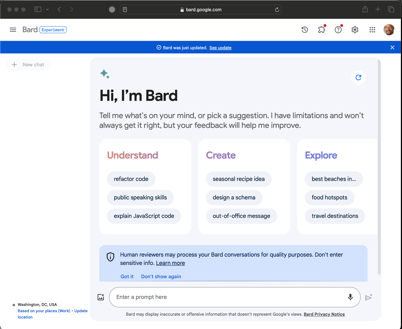 bard.google.com
Bard Experiment
Bard was just updated. See update
New chat
Hi, I'm Bard
Tell me what's on your mind, or pick a suggestion. I have limitations and won't
always get it right, but your feedback will help me improve.
Understand
Create
Explore
refactor code
seasonal recipe idea
best beaches in…
public speaking skills
design a schema
food hotspots
explain JavaScript code
out-of-office message
travel destinations
Human reviewers may process your Bard conversations for quality purposes. Don't enter
sensitive info. Learn more
Got it Don't show again
Enter a prompt here
Washington, DC, USA
Based on your places (Work) - Update
location
Bard may display inaccurate or offensive information that doesn't represent Google's views. Bard Privacy Notice